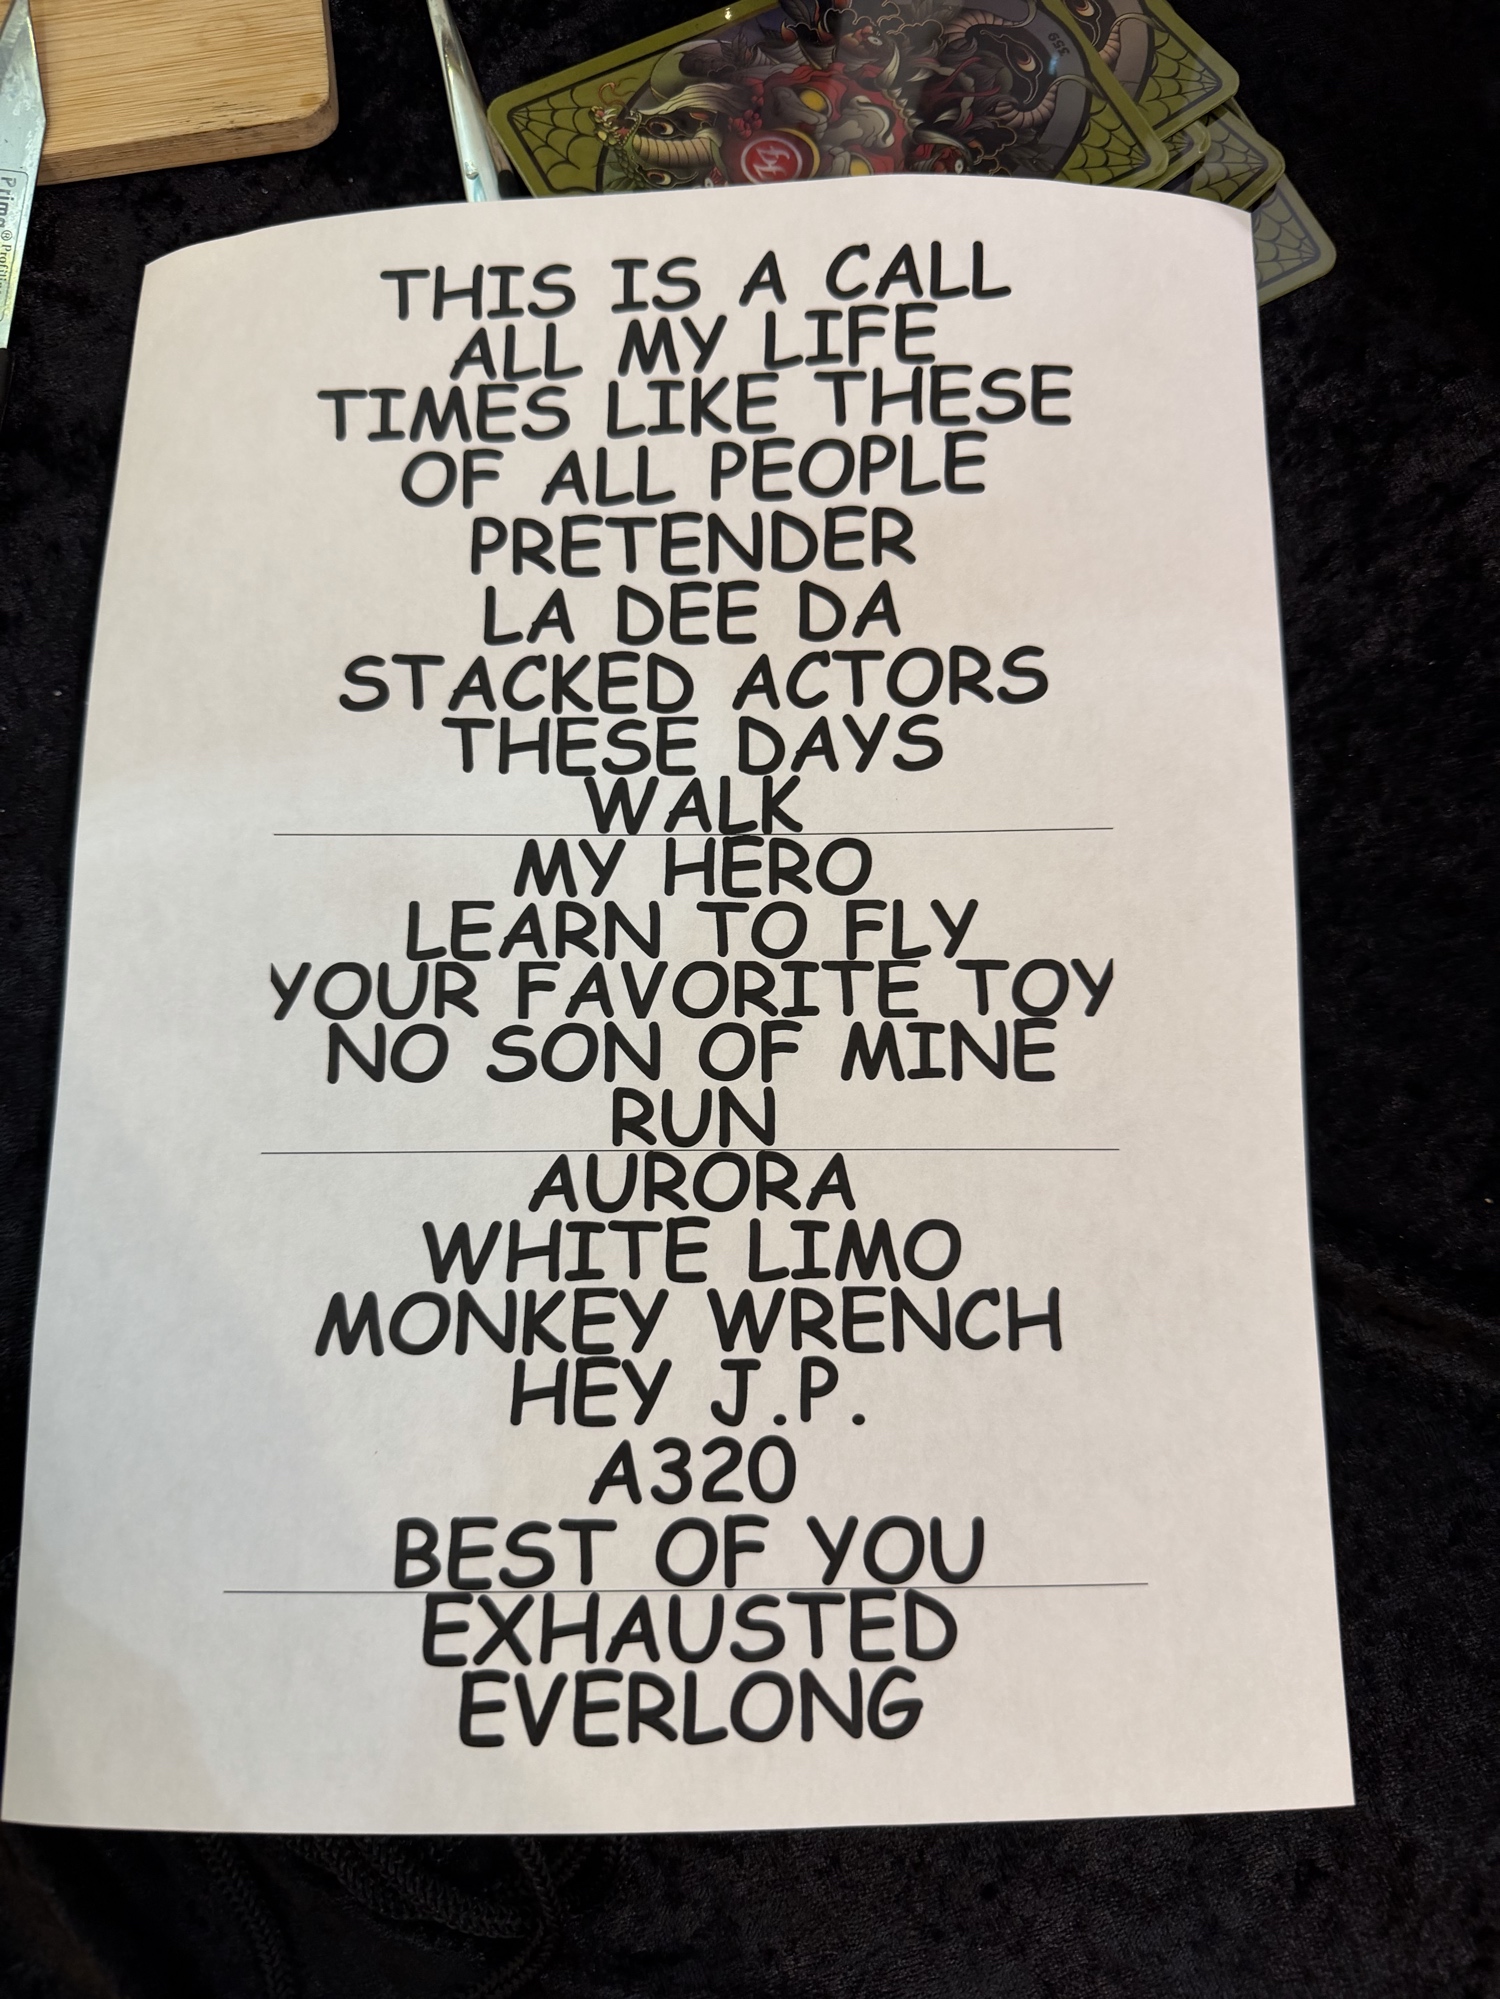 359
Prime
THIS IS A CALL
ALL MY LIFE
TIMES LIKE THESE
OF ALL PEOPLE
PRETENDER
LA DEE DA
STACKED ACTORS
THESE DAYS
WALK
MY HERO
LEARN TO FLY
YOUR FAVORITE TOY
NO SON OF MINE
RUN
AURORA
WHITE LIMO
MONKEY WRENCH
HEY J.P.
A320
BEST OF YOU
EXHAUSTED
EVERLONG